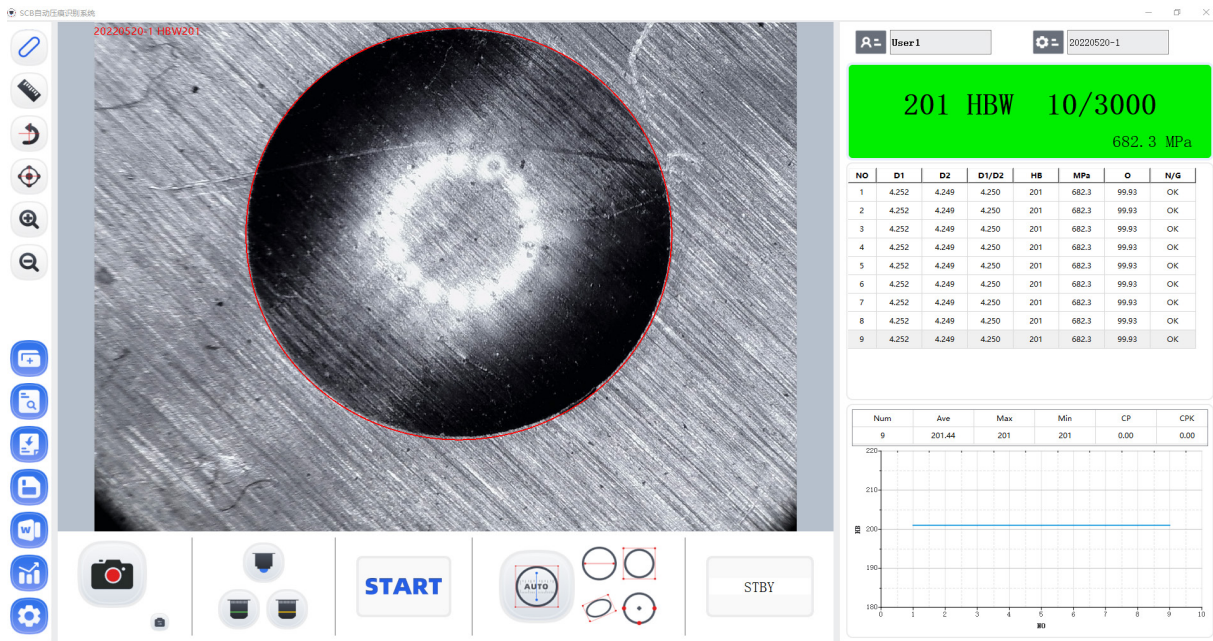 SCB自动压痕识别系统
20220520-1 HBW201
User1
20220520-1
201 HBW 10/3000
682.3 MPa
NO D1 D2 D1/D2 HB MPa O N/G
1 4.252 4.249 4.250 201 682.3 99.93 OK
2 4.252 4.249 4.250 201 682.3 99.93 OK
3 4.252 4.249 4.250 201 682.3 99.93 OK
4 4.252 4.249 4.250 201 682.3 99.93 OK
5 4.252 4.249 4.250 201 682.3 99.93 OK
6 4.252 4.249 4.250 201 682.3 99.93 OK
7 4.252 4.249 4.250 201 682.3 99.93 OK
8 4.252 4.249 4.250 201 682.3 99.93 OK
9 4.252 4.249 4.250 201 682.3 99.93 OK
Num Ave Max Min CP CPK
9 201.44 201 201 0.00 0.00
220
210
HB
200
190
180
0 1 2 3 4 5 6 7 8 9 10
NO
W
START
AUTO
STBY